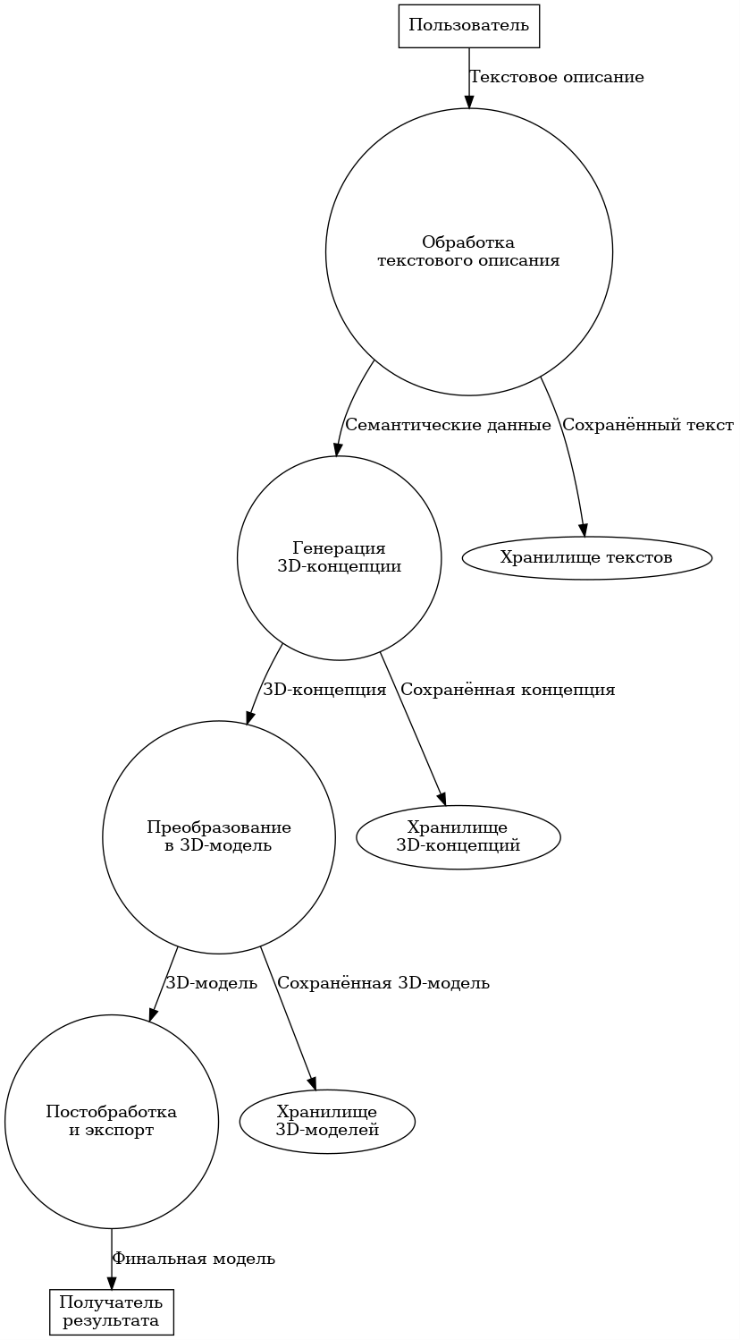 Пользователь
Текстовое описание
Обработка
текстового описания
Семантические данные
Сохранённый текст
Генерация
3D-концепции
Хранилище текстов
3D-концепция
Сохранённая концепция
Преобразование
в 3D-модель
Хранилище
3D-концепций
3D-модель
Сохранённая 3D-модель
Постобработка
и экспорт
Хранилище
3D-моделей
Финальная модель
Получатель
результата